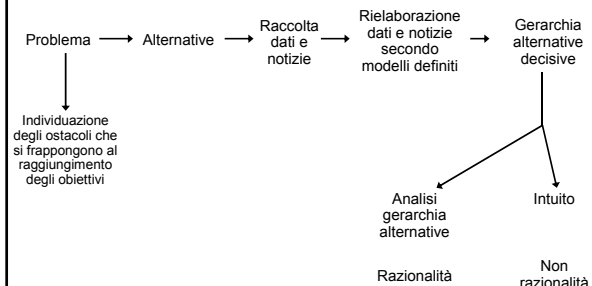 Problema
Alternative
Raccolta
dati e
notizie
Rielaborazione
dati e notizie
secondo
modelli definiti
Gerarchia
alternative
decisive
Individuazione
degli ostacoli che
si frappongono al
raggiungimento
degli obiettivi
Analisi
gerarchia
alternative
Intuito
Razionalità
Non
razionalità